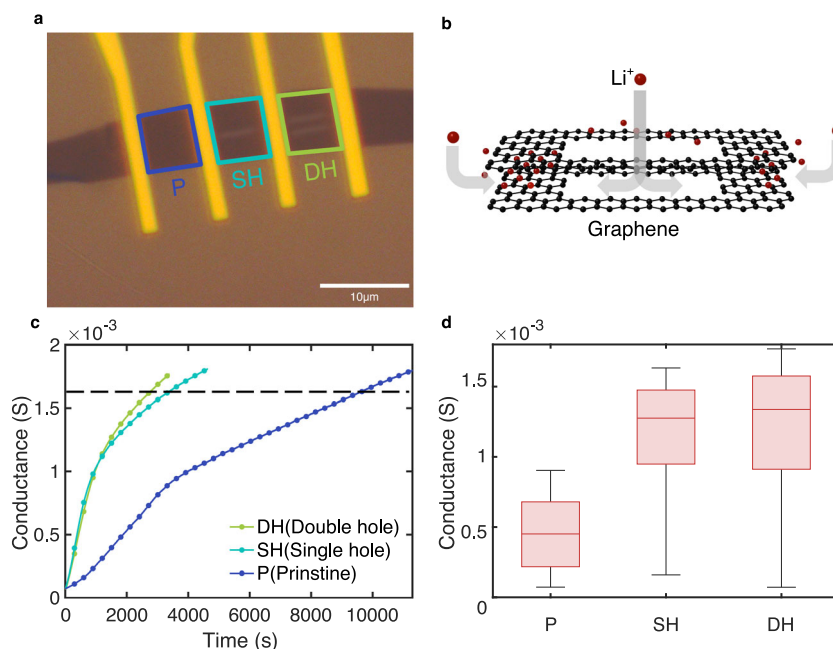 a
P
SH
DH
10μm
b
Li+
Graphene
c
×10-3
2
1.5
1
0.5
0
Conductance (S)
0 2000 4000 6000 8000 10000
Time (s)
DH(Double hole)
SH(Single hole)
P(Prinstine)
d
×10-3
1.5
1
0.5
0
Conductance (S)
P SH DH